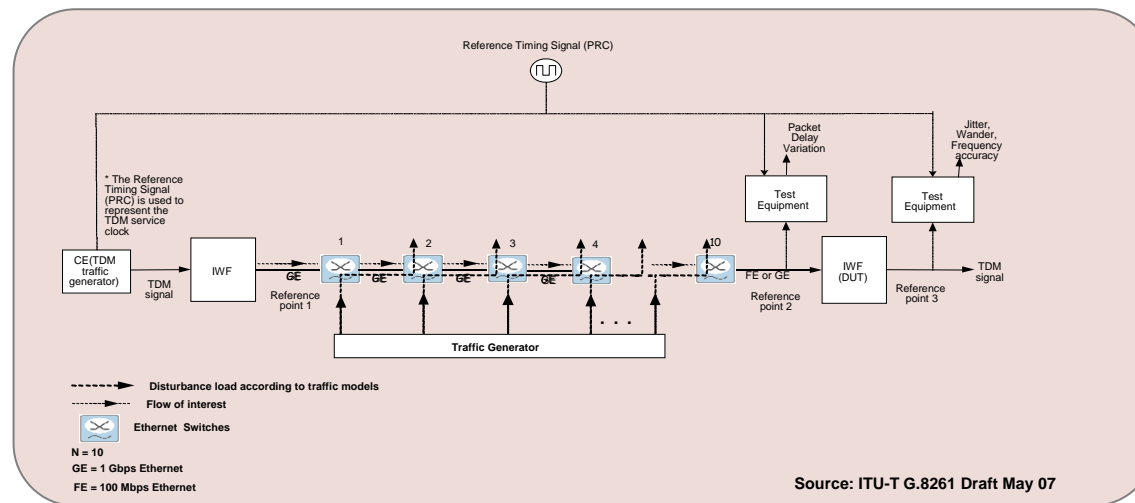 Reference Timing Signal (PRC)
Packet
Delay
Variation
Jitter,
Wander,
Frequency
accuracy
* The Reference
Timing Signal
(PRC) is used to
represent the
TDM service
clock
Test
Equipment
Test
Equipment
CE(TDM
traffic
generator)
TDM
signal
IWF
GE
Reference
point 1
1
GE
2
GE
3
GE
4
10
FE or GE
Reference
point 2
IWF
(DUT)
Reference
point 3
TDM
signal
. . .
Traffic Generator
Disturbance load according to traffic models
Flow of interest
Ethernet Switches
N = 10
GE = 1 Gbps Ethernet
FE = 100 Mbps Ethernet
Source: ITU-T G.8261 Draft May 07